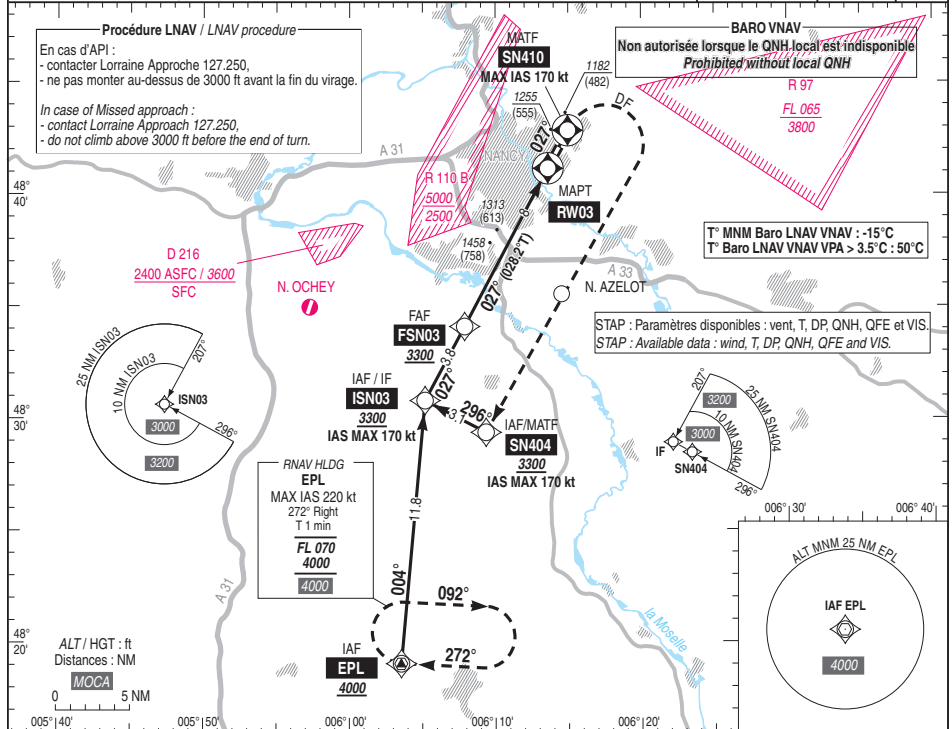 Procédure LNAV / LNAV procedure
En cas d'API :
- contacter Lorraine Approche 127.250,
- ne pas monter au-dessus de 3000 ft avant la fin du virage.
In case of Missed approach :
- contact Lorraine Approach 127.250,
- do not climb above 3000 ft before the end of turn.
MATF
SN410
MAX IAS 170 kt
1182
(482)
1255
(555)
027°
DF
BARO VNAV
Non autorisée lorsque le QNH local est indisponible
Prohibited without local QNH
R 97
FL 065
3800
A 31
NANCY
48°
40'
R 110 B
5000
2500
MAPT
RW03
8
1313
(613)
1458
(758)
027° (028.2°T)
T° MNM Baro LNAV VNAV : -15°C
T° Baro LNAV VNAV VPA > 3.5°C : 50°C
D 216
2400 ASFC / 3600
SFC
N. OCHEY
A 33
N. AZELOT
FAF
FSN03
3300
STAP : Paramètres disponibles : vent, T, DP, QNH, QFE et VIS.
STAP : Available data : wind, T, DP, QNH, QFE and VIS.
25 NM ISN03
10 NM ISN03
207°
ISN03
296°
3000
3200
3.8
027°
IAF / IF
ISN03
3300
IAS MAX 170 kt
296°
3.1
IAF/MATF
SN404
3300
IAS MAX 170 kt
48°
30'
207°
3200
25 NM SN404
10 NM SN404
3000
IF
SN404
296°
RNAV HLDG
EPL
MAX IAS 220 kt
272° Right
T 1 min
FL 070
4000
4000
11.8
004°
092°
272°
A 31
la Moselle
006° 30'
006° 40'
ALT MNM 25 NM EPL
IAF EPL
4000
48°
20'
IAF
EPL
4000
ALT / HGT : ft
Distances : NM
MOCA
0
5 NM
005° 40'
005° 50'
006° 00'
006° 10'
006° 20'